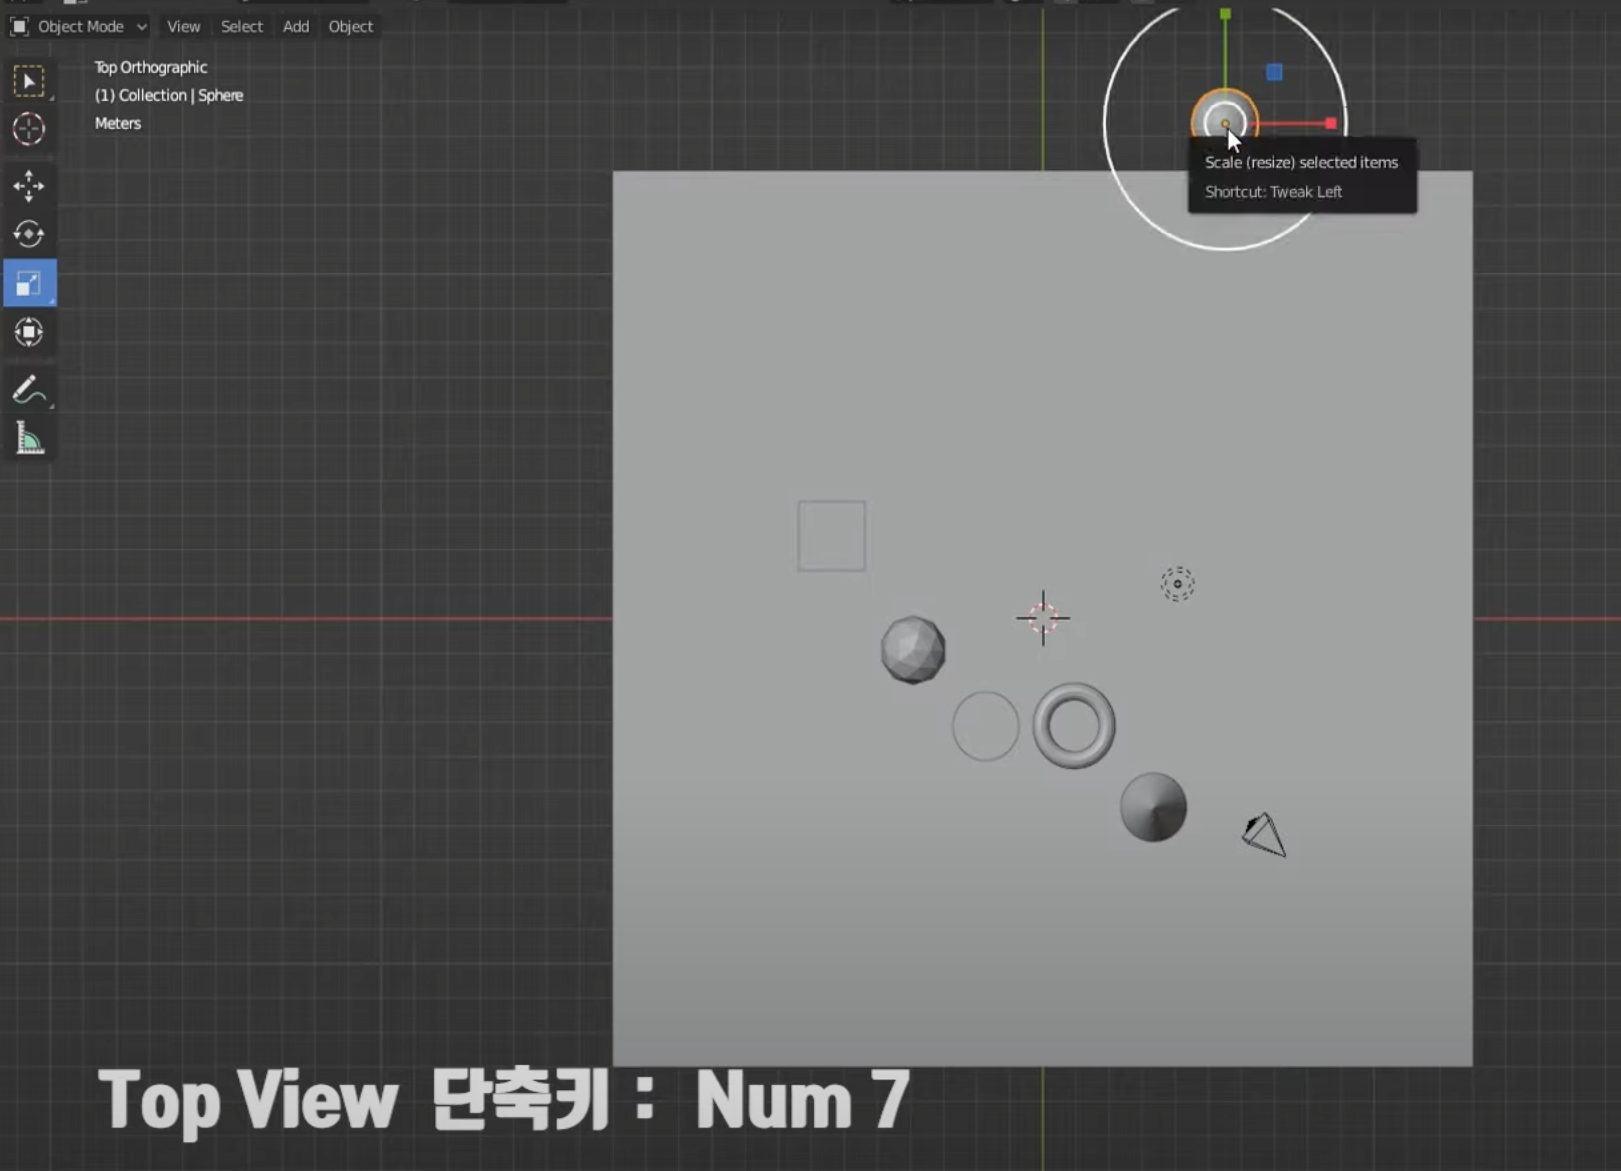 Object Mode View Select Add Object
Top Orthographic
(1) Collection | Sphere
Meters
Scale (resize) selected items
Shortcut: Tweak Left
Top View 단축키 : Num 7